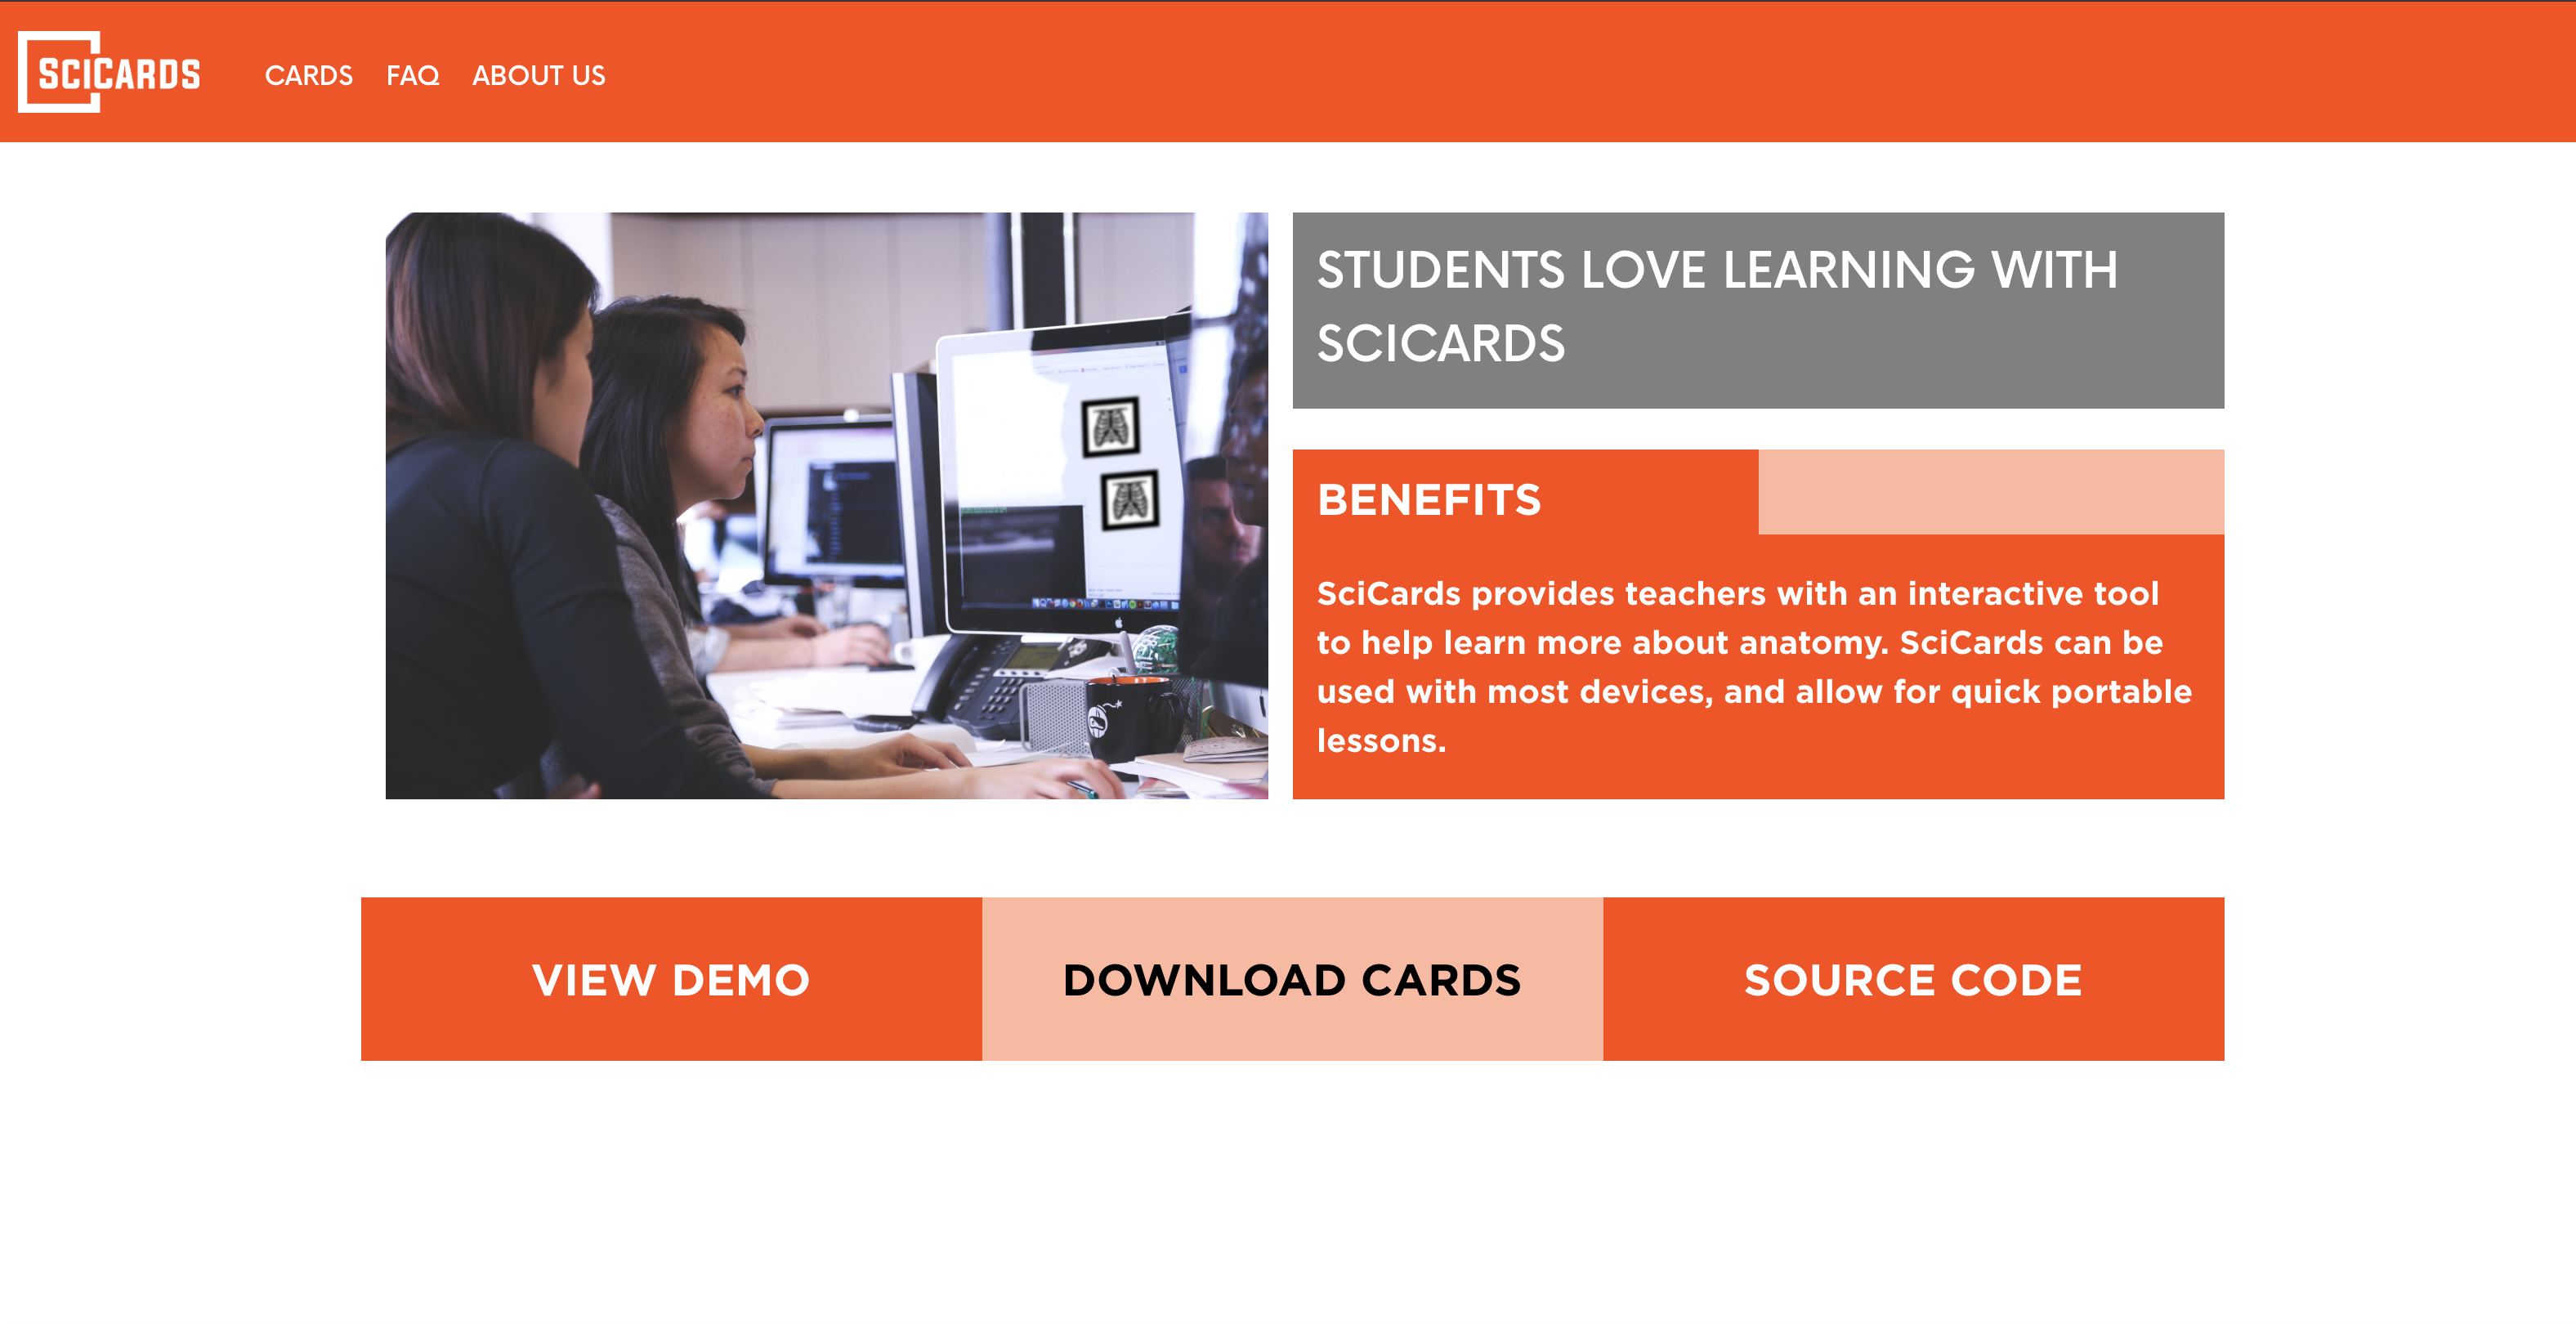 SCICARDS
CARDS
FAQ
ABOUT US
STUDENTS LOVE LEARNING WITH
SCICARDS
BENEFITS
SciCards provides teachers with an interactive tool
to help learn more about anatomy. SciCards can be
used with most devices, and allow for quick portable
lessons.
VIEW DEMO
DOWNLOAD CARDS
SOURCE CODE